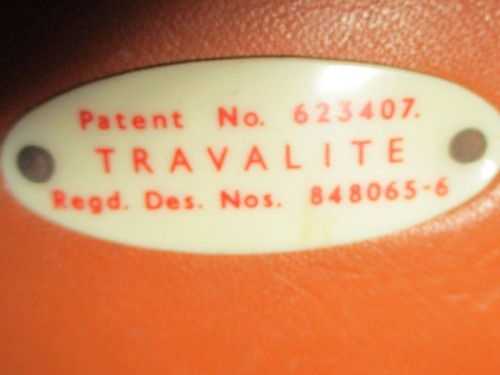 Patent No. 623407.
TRAVALITE
Regd. Des. Nos. 848065-6